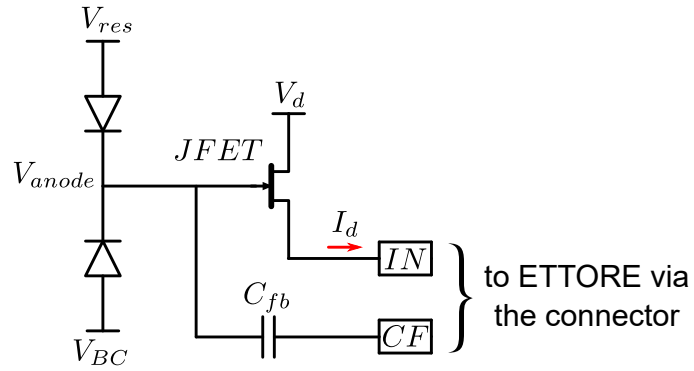 V_res
V_d
JFET
V_anode
I_d
IN
to ETTORE via
the connector
C_fb
CF
V_BC